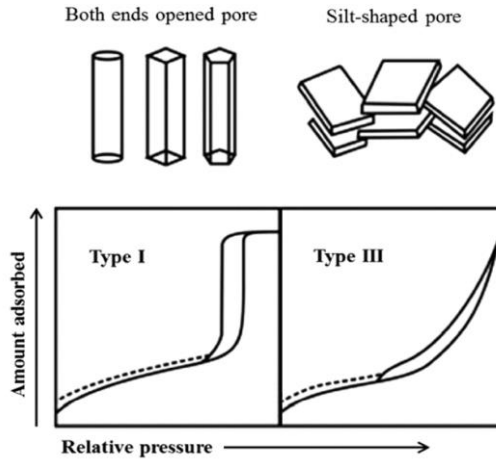 Both ends opened pore
Silt-shaped pore
Amount adsorbed
Type I
Type III
Relative pressure